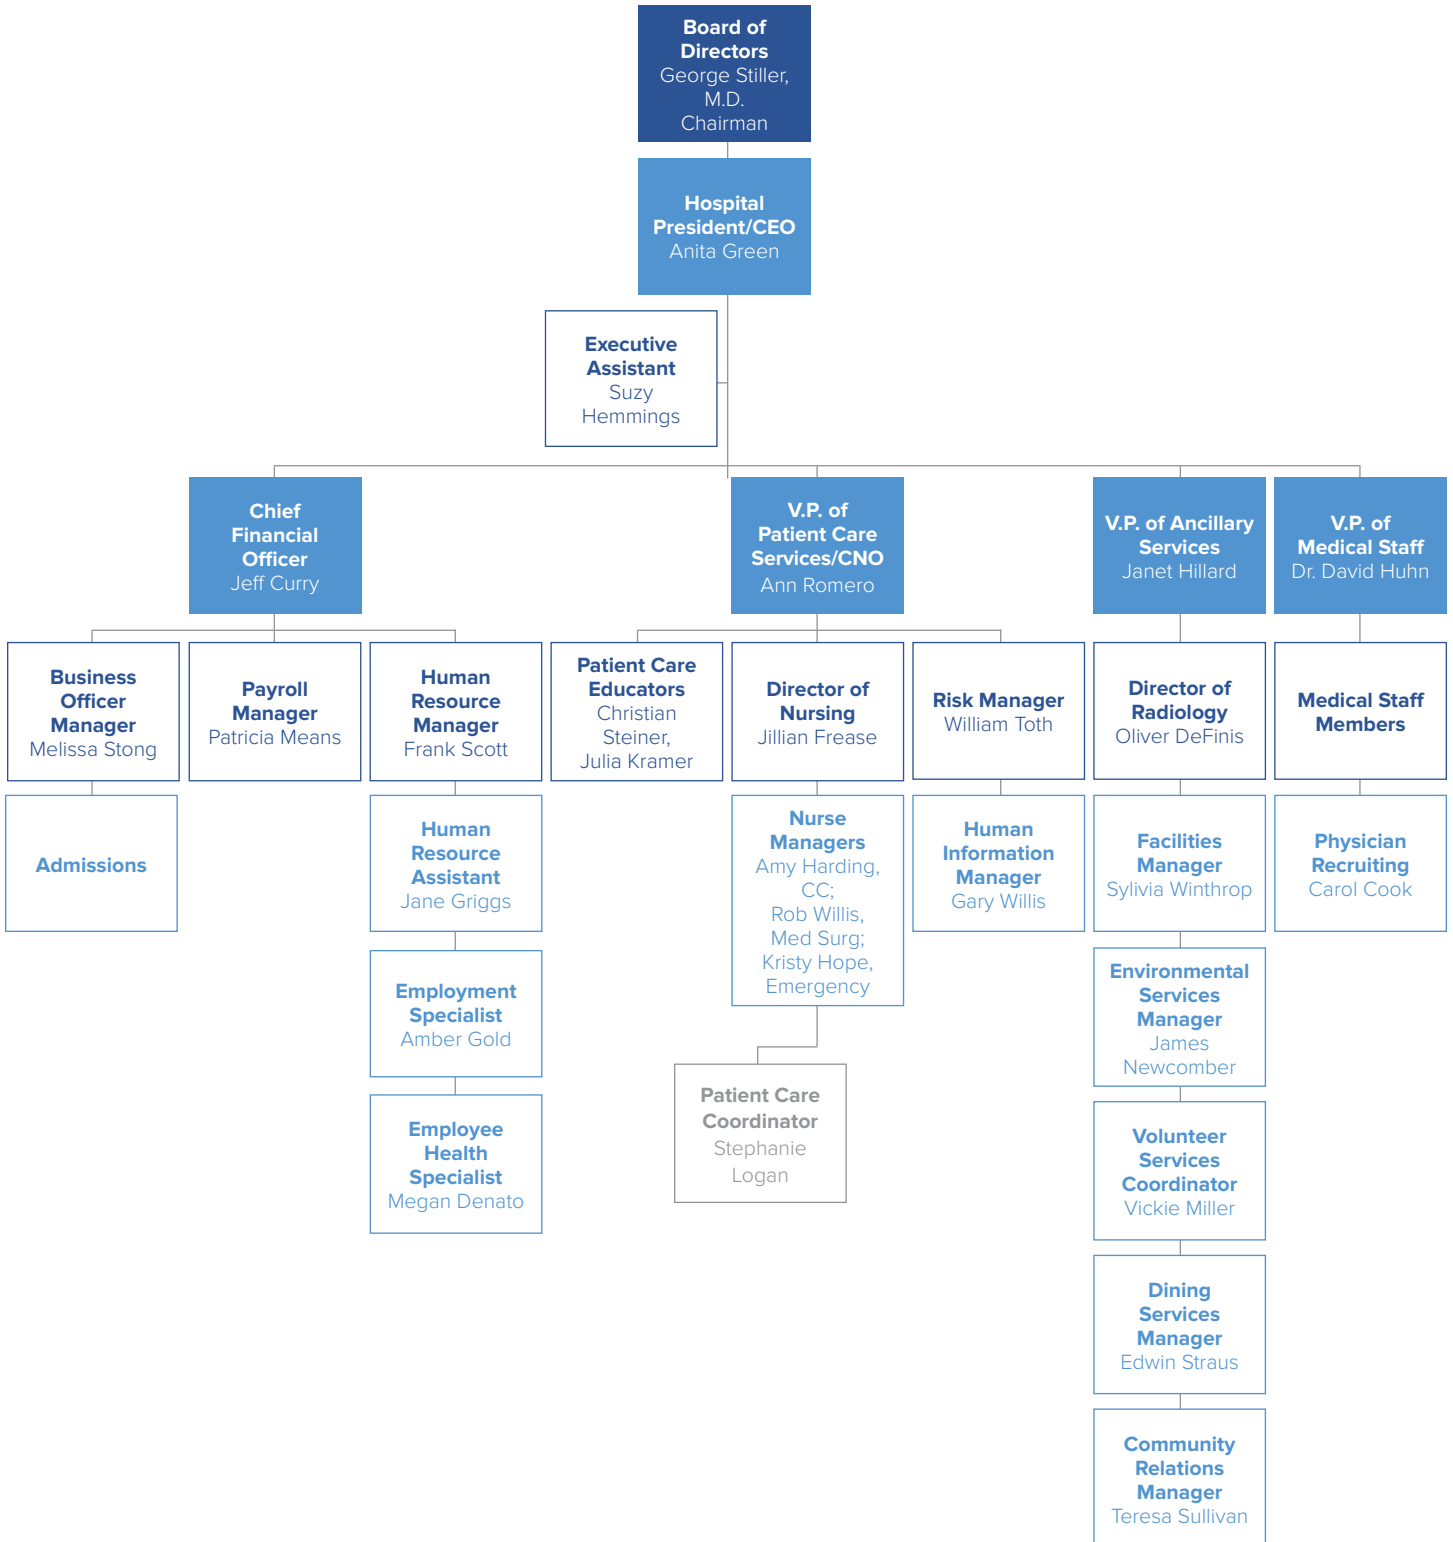 Board of
Directors
George Stiller,
M.D.
Chairman
Hospital
President/CEO
Anita Green
Executive
Assistant
Suzy
Hemmings
Chief
Financial
Officer
Jeff Curry
V.P. of
Patient Care
Services/CNO
Ann Romero
V.P. of Ancillary
Services
Janet Hillard
V.P. of
Medical Staff
Dr. David Huhn
Business
Officer
Manager
Melissa Stong
Payroll
Manager
Patricia Means
Human
Resource
Manager
Frank Scott
Patient Care
Educators
Christian
Steiner,
Julia Kramer
Director of
Nursing
Jillian Frease
Risk Manager
William Toth
Director of
Radiology
Oliver DeFinis
Medical Staff
Members
Admissions
Human
Resource
Assistant
Jane Griggs
Nurse
Managers
Amy Harding,
CC;
Rob Willis,
Med Surg;
Kristy Hope,
Emergency
Human
Information
Manager
Gary Willis
Facilities
Manager
Sylivia Winthrop
Physician
Recruiting
Carol Cook
Employment
Specialist
Amber Gold
Environmental
Services
Manager
James
Newcomber
Patient Care
Coordinator
Stephanie
Logan
Employee
Health
Specialist
Megan Denato
Volunteer
Services
Coordinator
Vickie Miller
Dining
Services
Manager
Edwin Straus
Community
Relations
Manager
Teresa Sullivan